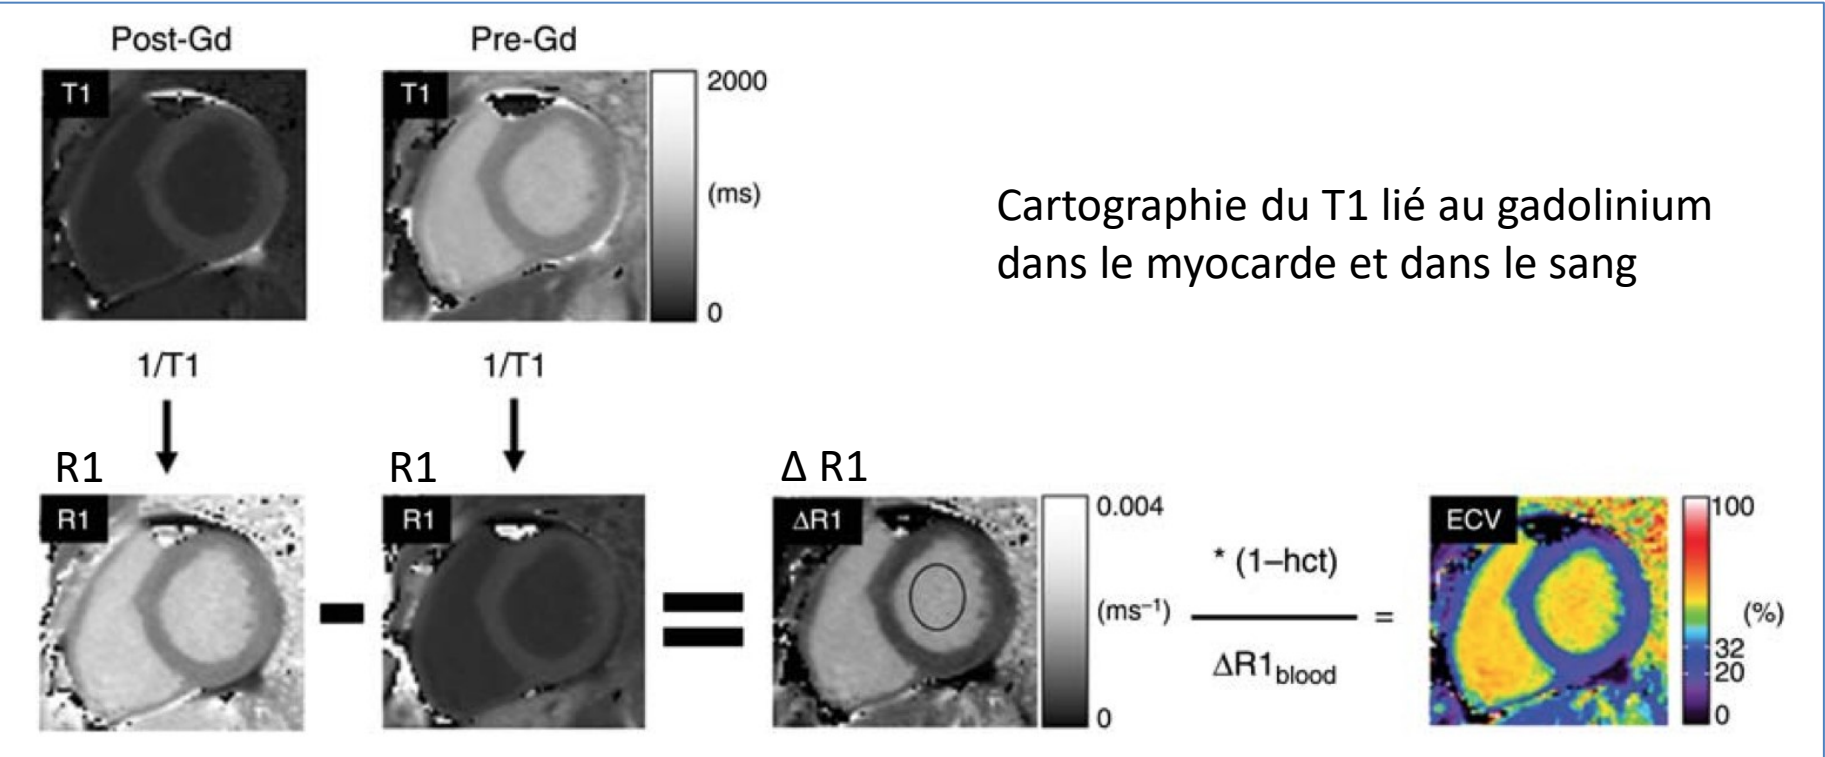 Post-Gd
Pre-Gd
T1
T1
2000
(ms)
0
Cartographie du T1 lié au gadolinium
dans le myocarde et dans le sang
1/T1
1/T1
R1
R1
Δ R1
R1
R1
ΔR1
0.004
(ms⁻¹)
0
* (1–hct)
ΔR1blood
=
ECV
100
(%)
32
20
0